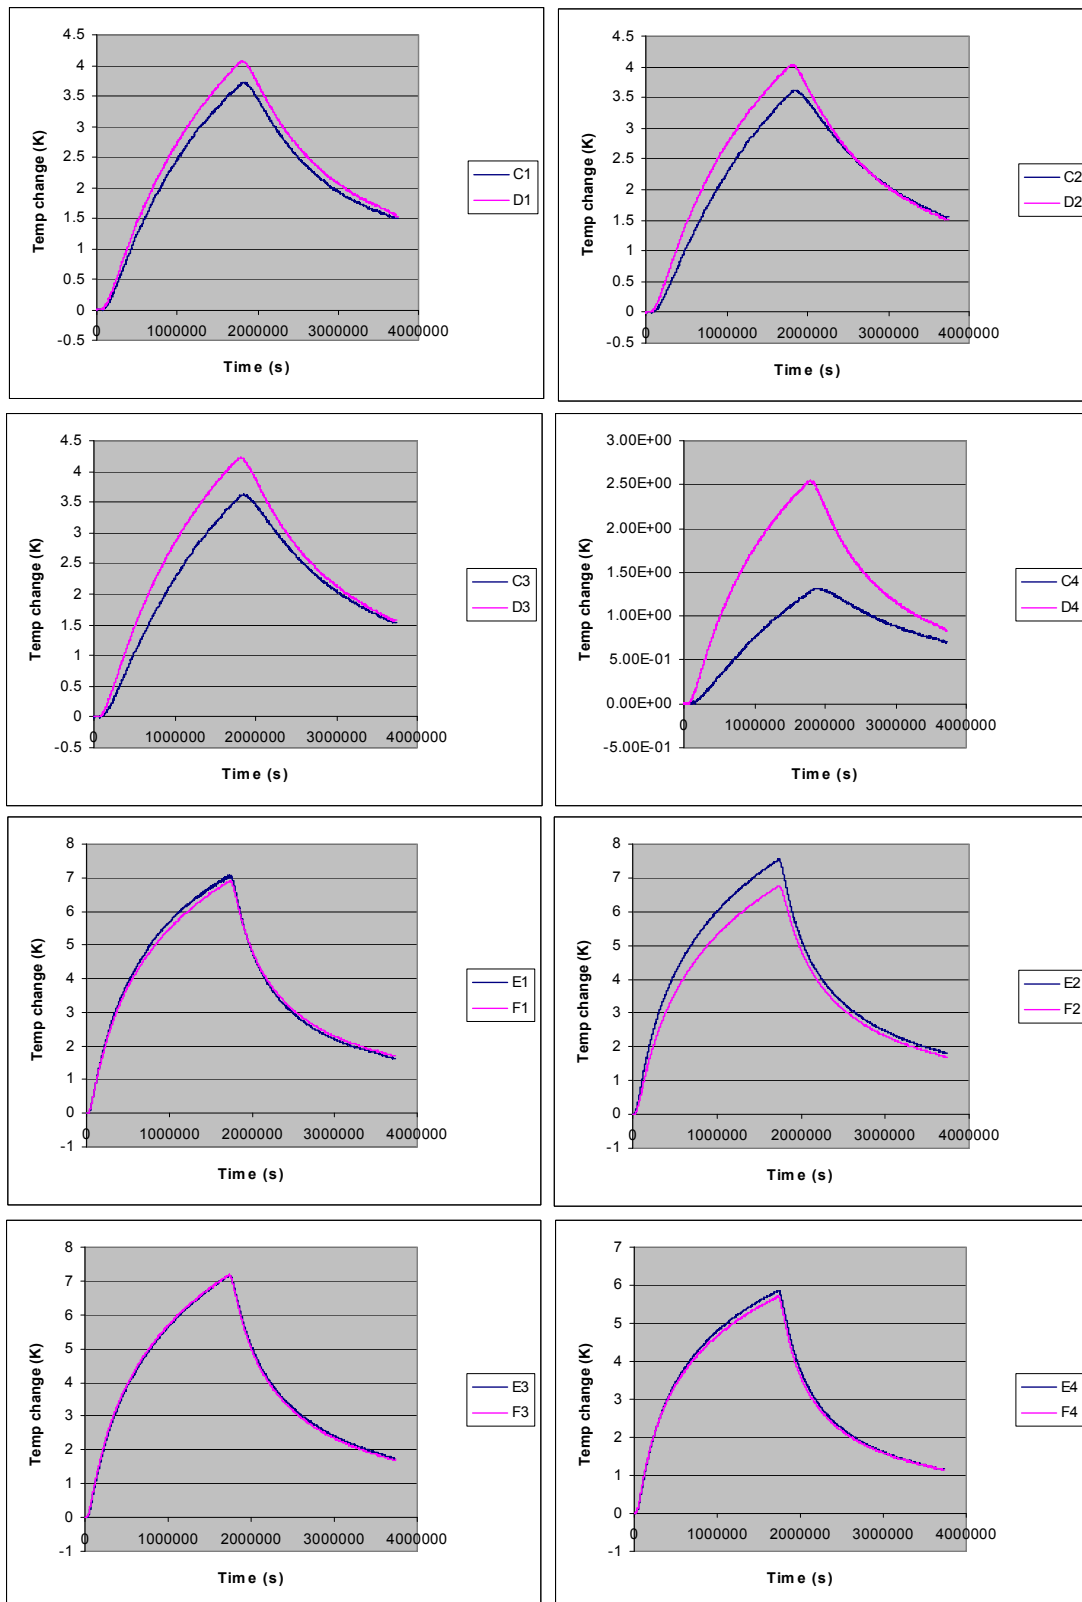 4.5
4
3.5
3
2.5
2
1.5
1
0.5
0
-0.5
0 1000000 2000000 3000000 4000000
Temp change (K)
Time (s)
C1
D1
4.5
4
3.5
3
2.5
2
1.5
1
0.5
0
-0.5
0 1000000 2000000 3000000 4000000
Temp change (K)
Time (s)
C2
D2
4.5
4
3.5
3
2.5
2
1.5
1
0.5
0
-0.5
0 1000000 2000000 3000000 4000000
Temp change (K)
Time (s)
C3
D3
3.00E+00
2.50E+00
2.00E+00
1.50E+00
1.00E+00
5.00E-01
0.00E+00
-5.00E-01
0 1000000 2000000 3000000 4000000
Temp change (K)
Time (s)
C4
D4
8
7
6
5
4
3
2
1
0
-1
0 1000000 2000000 3000000 4000000
Temp change (K)
Time (s)
E1
F1
8
7
6
5
4
3
2
1
0
-1
0 1000000 2000000 3000000 4000000
Temp change (K)
Time (s)
E2
F2
8
7
6
5
4
3
2
1
0
-1
0 1000000 2000000 3000000 4000000
Temp change (K)
Time (s)
E3
F3
7
6
5
4
3
2
1
0
-1
0 1000000 2000000 3000000 4000000
Temp change (K)
Time (s)
E4
F4